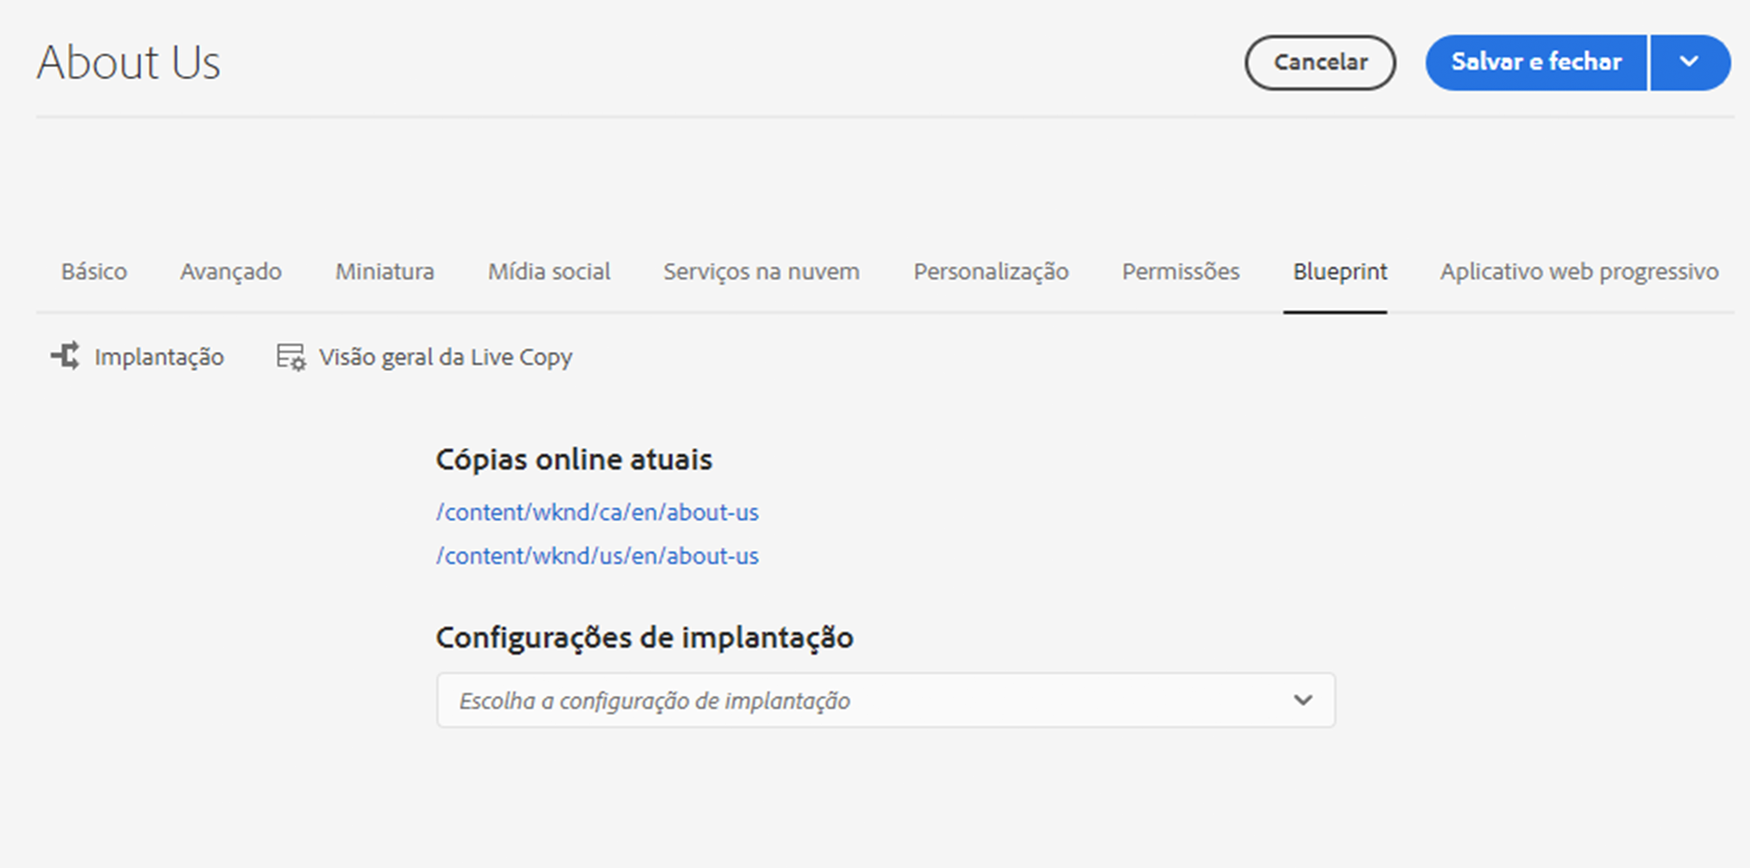 About Us
Cancelar
Salvar e fechar
Básico Avançado Miniatura Mídia social Serviços na nuvem Personalização Permissões Blueprint Aplicativo web progressivo
Implantação Visão geral da Live Copy
Cópias online atuais
/content/wknd/ca/en/about-us
/content/wknd/us/en/about-us
Configurações de implantação
Escolha a configuração de implantação